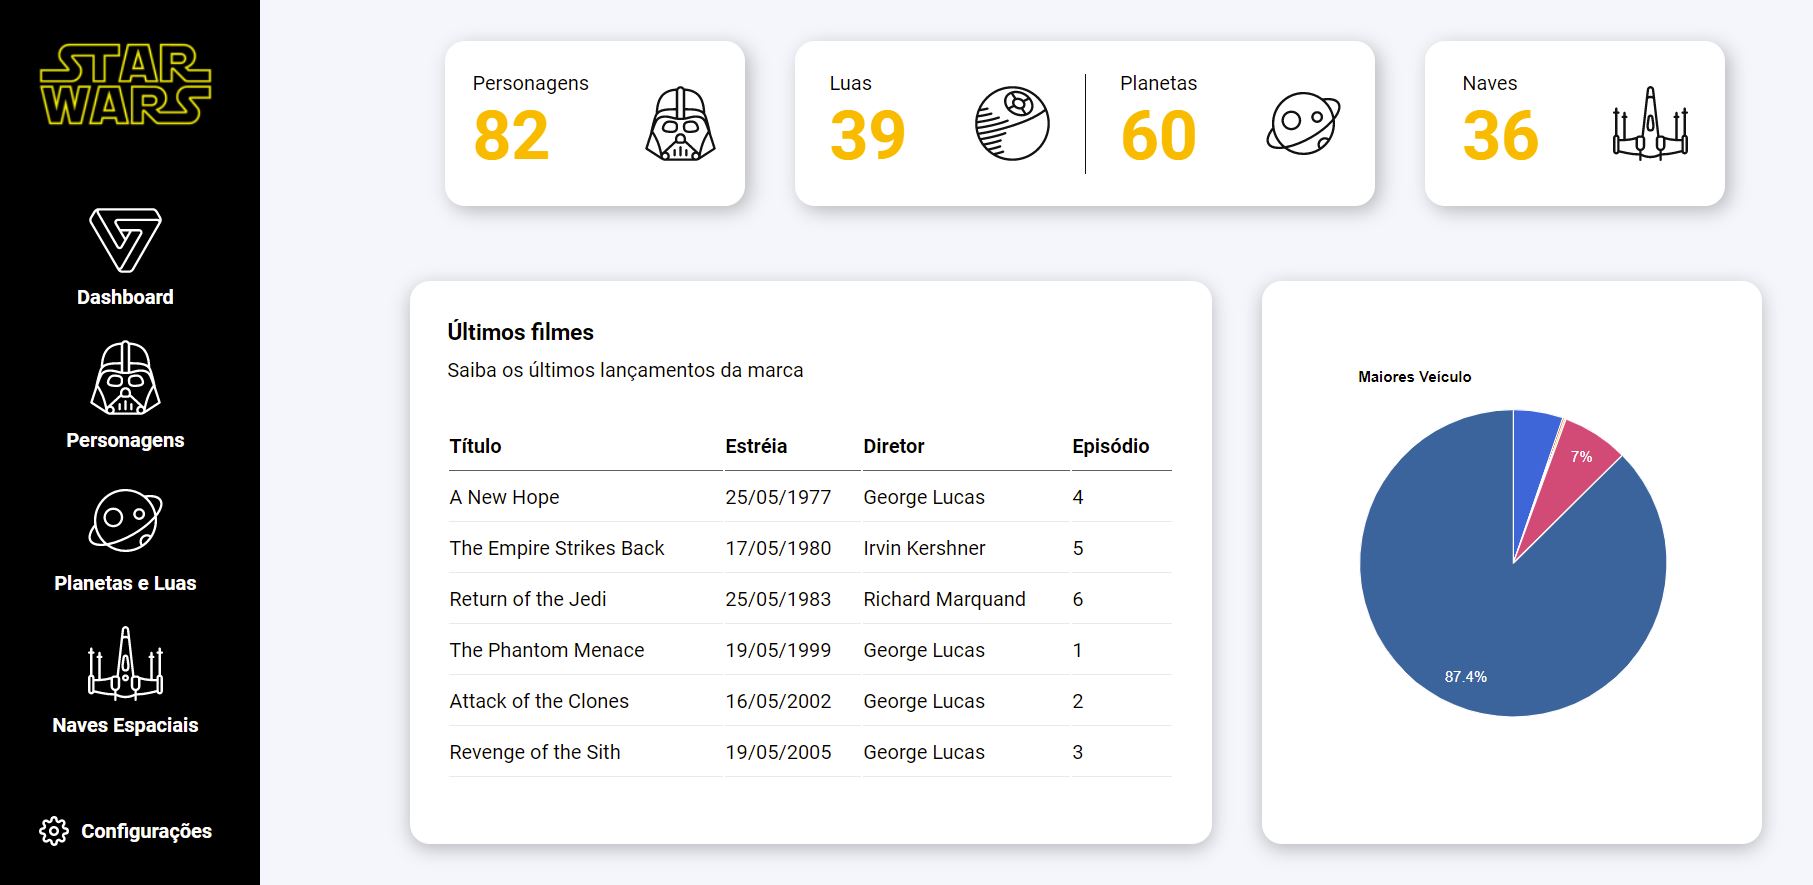 STAR
WARS
Dashboard
Personagens
Planetas e Luas
Naves Espaciais
Configurações
Personagens
82
Luas
39
Planetas
60
Naves
36
Últimos filmes
Saiba os últimos lançamentos da marca
Título Estréia Diretor Episódio
A New Hope 25/05/1977 George Lucas 4
The Empire Strikes Back 17/05/1980 Irvin Kershner 5
Return of the Jedi 25/05/1983 Richard Marquand 6
The Phantom Menace 19/05/1999 George Lucas 1
Attack of the Clones 16/05/2002 George Lucas 2
Revenge of the Sith 19/05/2005 George Lucas 3
Maiores Veículo
7%
87.4%